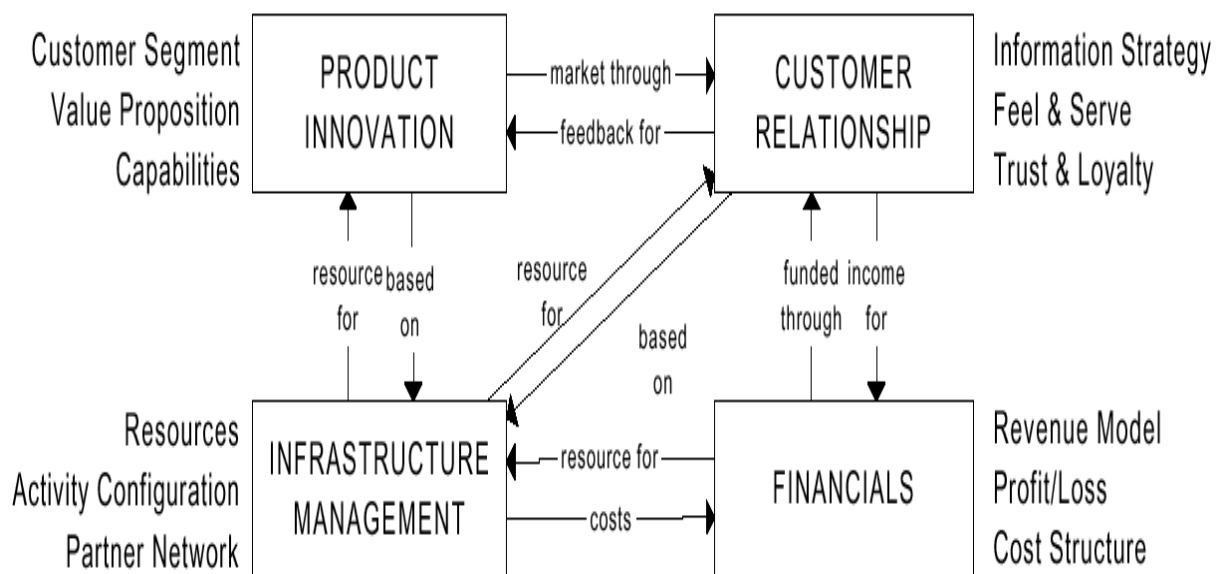 Customer Segment
Value Proposition
Capabilities
PRODUCT
INNOVATION
market through
feedback for
CUSTOMER
RELATIONSHIP
Information Strategy
Feel & Serve
Trust & Loyalty
resource
for
based
on
resource
for
based
on
funded
through
income
for
Resources
Activity Configuration
Partner Network
INFRASTRUCTURE
MANAGEMENT
resource for
costs
FINANCIALS
Revenue Model
Profit/Loss
Cost Structure